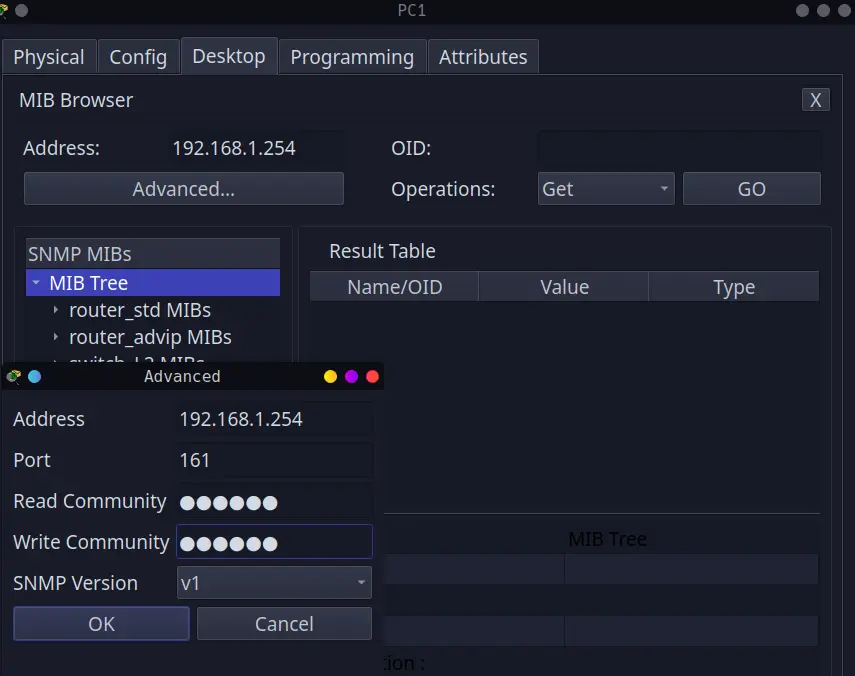 PC1
Physical Config Desktop Programming Attributes
MIB Browser X
Address: 192.168.1.254 OID:
Advanced... Operations: Get GO
SNMP MIBs
MIB Tree
router_std MIBs
router_advip MIBs
switch_L2 MIBs
Result Table
Name/OID Value Type
Advanced
Address 192.168.1.254
Port 161
Read Community ●●●●●●
Write Community ●●●●●●
SNMP Version v1
OK Cancel
MIB Tree
tion :